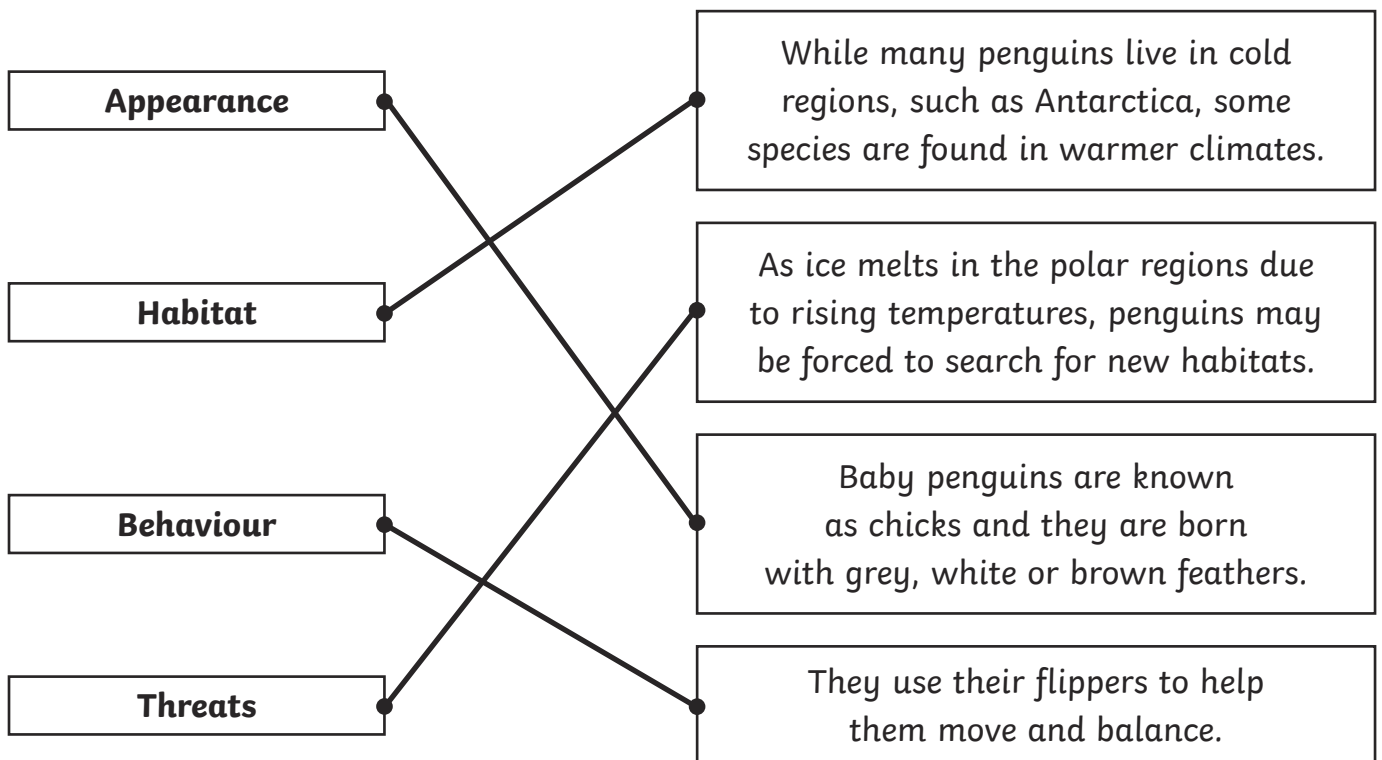 Appearance
Habitat
Behaviour
Threats
While many penguins live in cold
regions, such as Antarctica, some
species are found in warmer climates.
As ice melts in the polar regions due
to rising temperatures, penguins may
be forced to search for new habitats.
Baby penguins are known
as chicks and they are born
with grey, white or brown feathers.
They use their flippers to help
them move and balance.